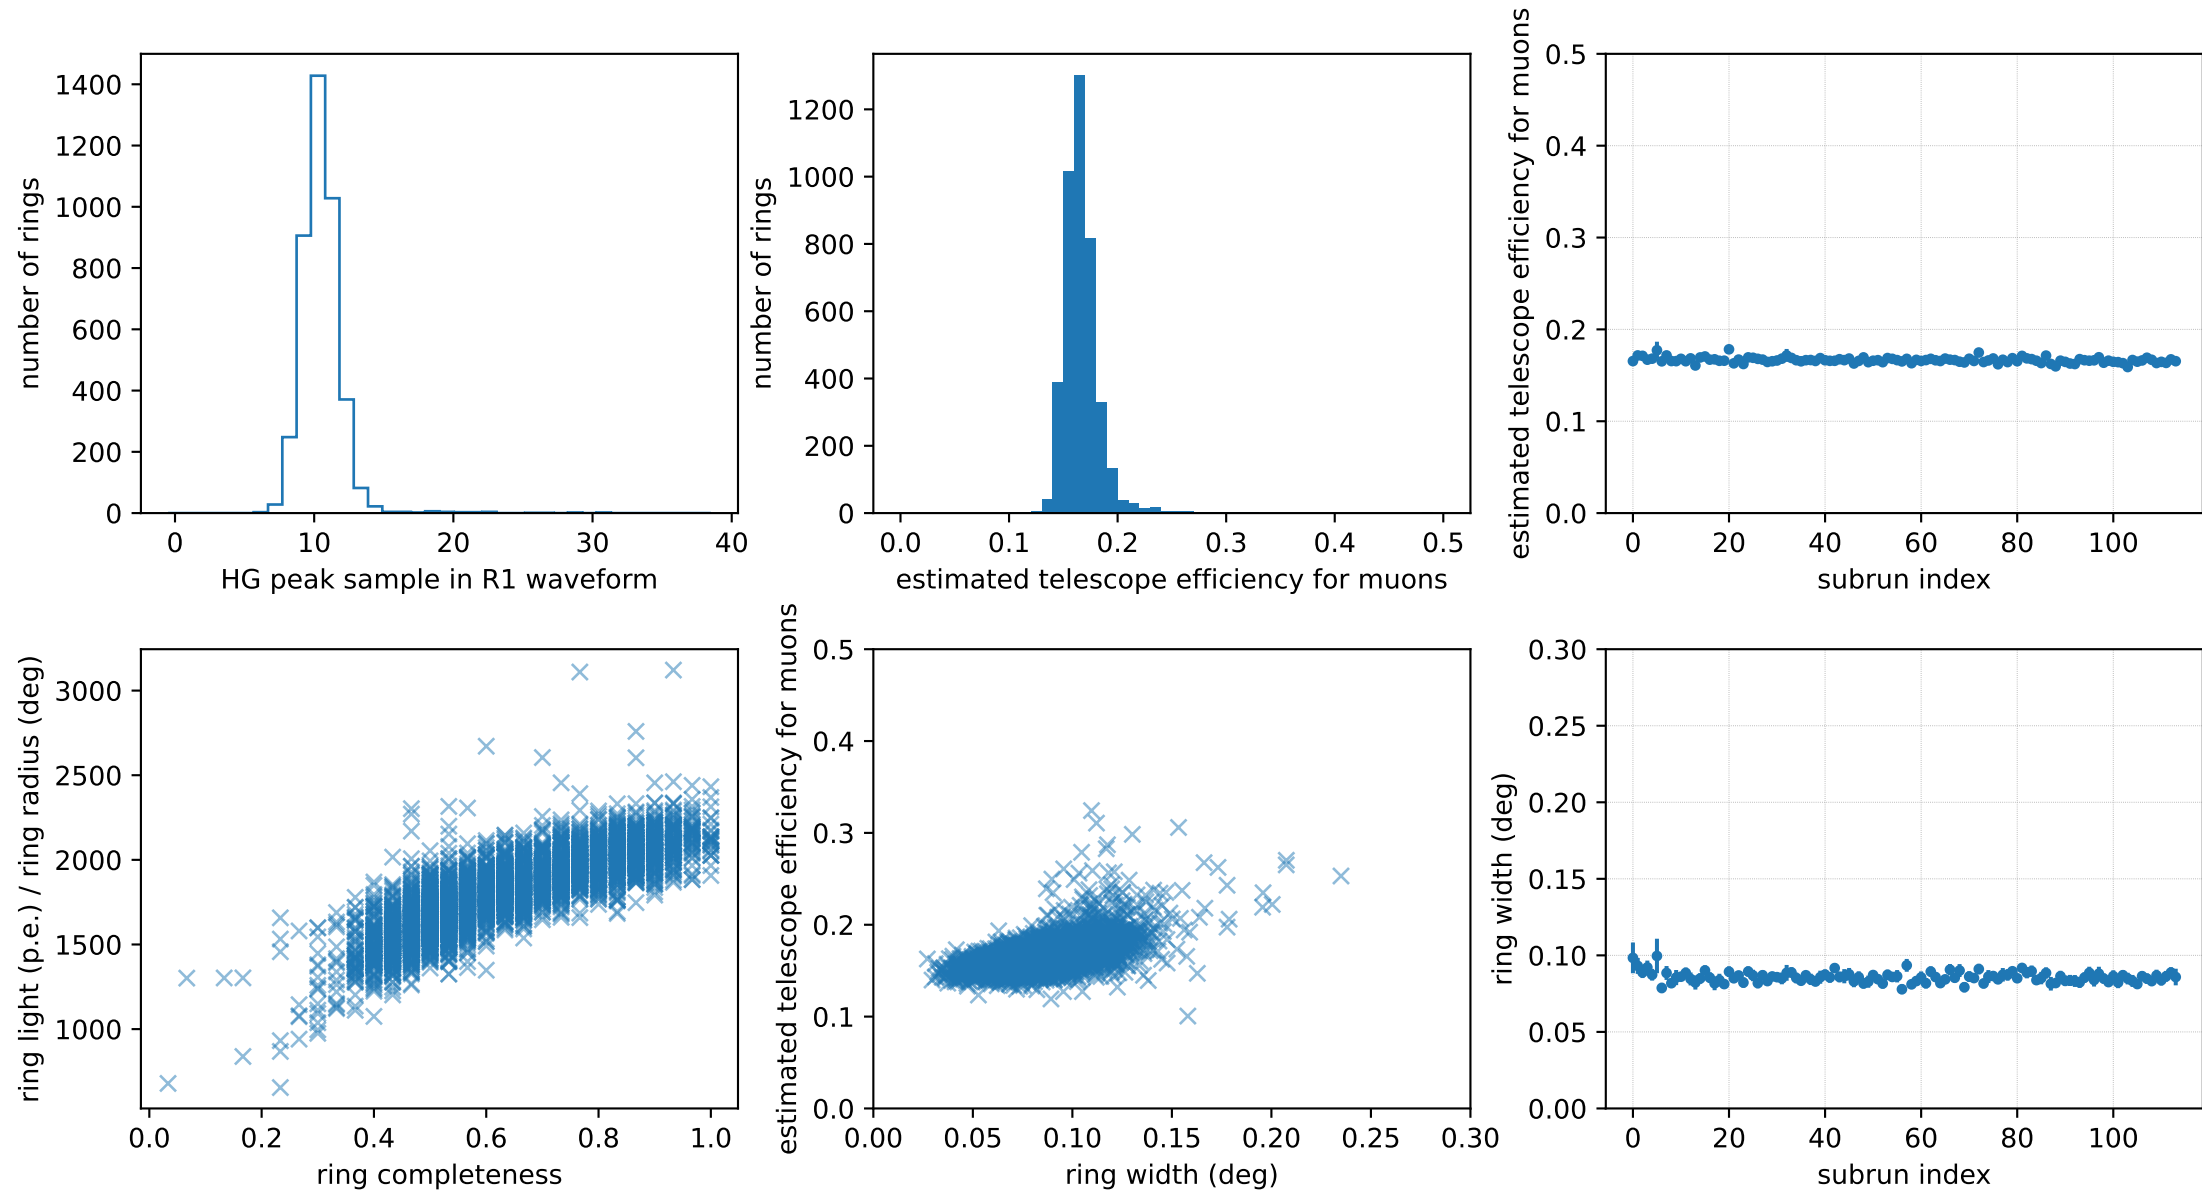 number of rings
1400
1200
1000
800
600
400
200
0
0 10 20 30 40
HG peak sample in R1 waveform
number of rings
1200
1000
800
600
400
200
0
0.0 0.1 0.2 0.3 0.4 0.5
estimated telescope efficiency for muons
estimated telescope efficiency for muons
0.5
0.4
0.3
0.2
0.1
0.0
0 20 40 60 80 100
subrun index
ring light (p.e.) / ring radius (deg)
3000
2500
2000
1500
1000
0.0 0.2 0.4 0.6 0.8 1.0
ring completeness
estimated telescope efficiency for muons
0.5
0.4
0.3
0.2
0.1
0.0
0.00 0.05 0.10 0.15 0.20 0.25 0.30
ring width (deg)
ring width (deg)
0.30
0.25
0.20
0.15
0.10
0.05
0.00
0 20 40 60 80 100
subrun index